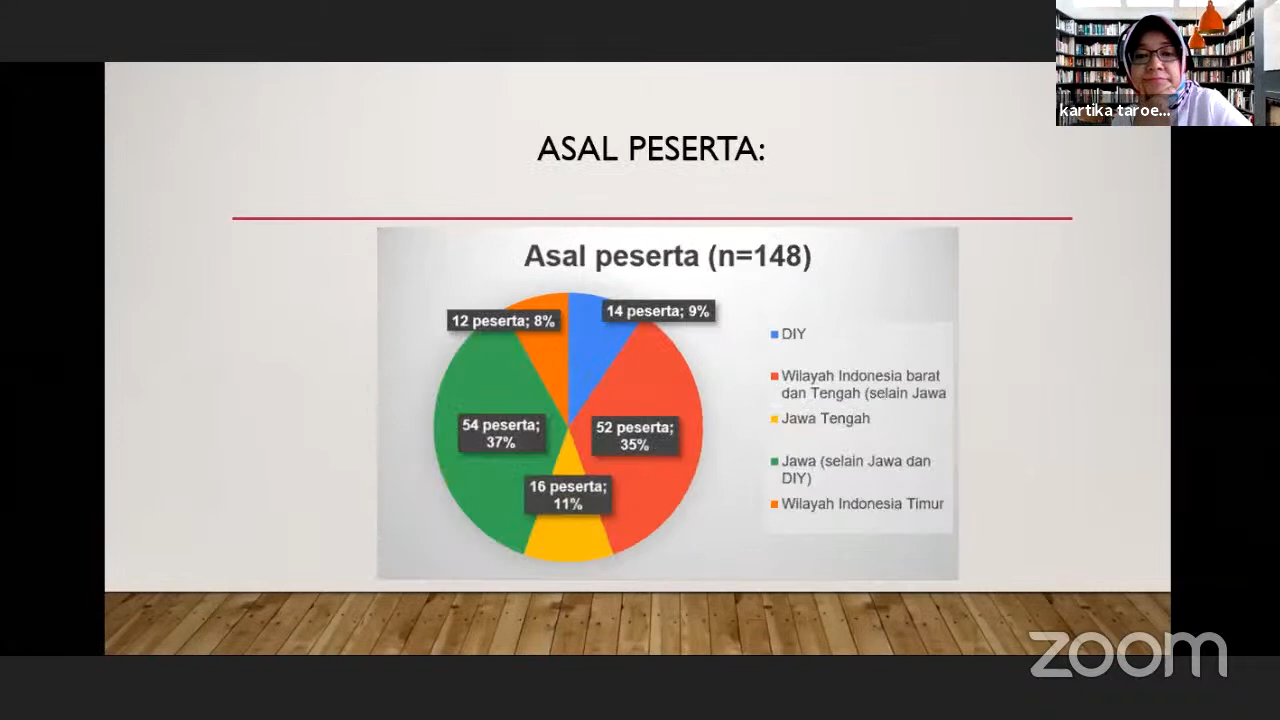 kartika taroe...
ASAL PESERTA:
Asal peserta (n=148)
12 peserta; 8%
14 peserta; 9%
54 peserta;
37%
52 peserta;
35%
16 peserta;
11%
DIY
Wilayah Indonesia barat
dan Tengah (selain Jawa
Jawa Tengah
Jawa (selain Jawa dan
DIY)
Wilayah Indonesia Timur
zoom